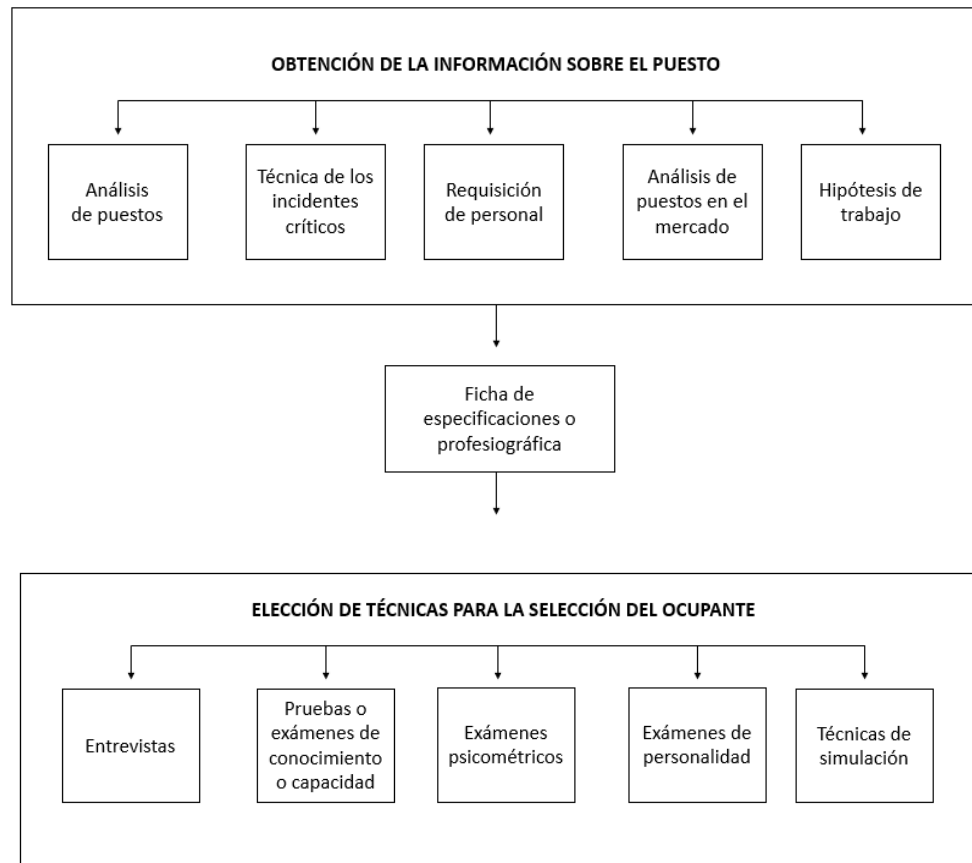 OBTENCIÓN DE LA INFORMACIÓN SOBRE EL PUESTO
Análisis
de puestos
Técnica de los
incidentes
críticos
Requisición
de personal
Análisis de
puestos en el
mercado
Hipótesis de
trabajo
Ficha de
especificaciones o
profesiográfica
ELECCIÓN DE TÉCNICAS PARA LA SELECCIÓN DEL OCUPANTE
Entrevistas
Pruebas o
exámenes de
conocimiento
o capacidad
Exámenes
psicométricos
Exámenes de
personalidad
Técnicas de
simulación